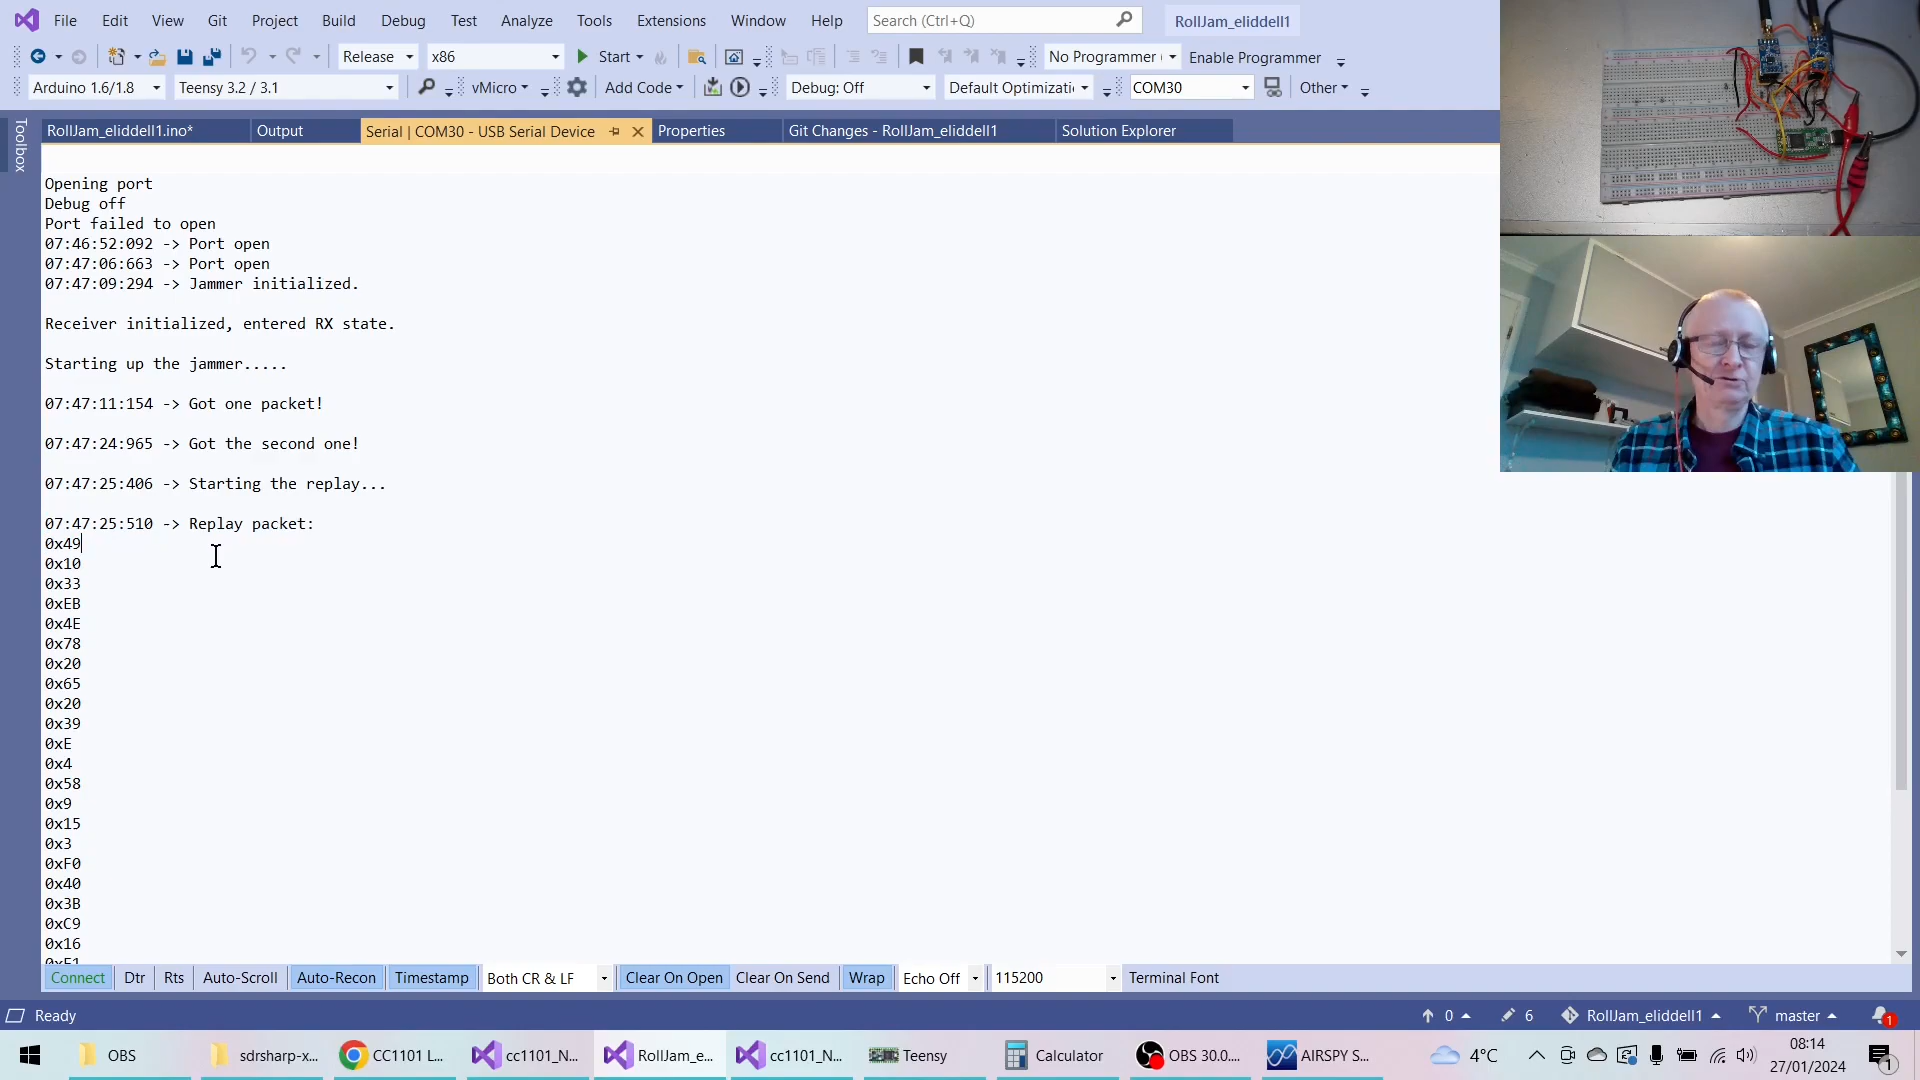 File Edit View Git Project Build Debug Test Analyze Tools Extensions Window Help Search (Ctrl+Q) RollJam_eliddell1
Release x86 Start No Programmer Enable Programmer
Arduino 1.6/1.8 Teensy 3.2 / 3.1 vMicro Add Code Debug: Off Default Optimizati COM30 Other
Toolbox
RollJam_eliddell1.ino* Output Serial | COM30 - USB Serial Device Properties Git Changes - RollJam_eliddell1 Solution Explorer
Opening port
Debug off
Port failed to open
07:46:52:092 -> Port open
07:47:06:663 -> Port open
07:47:09:294 -> Jammer initialized.
Receiver initialized, entered RX state.
Starting up the jammer.....
07:47:11:154 -> Got one packet!
07:47:24:965 -> Got the second one!
07:47:25:406 -> Starting the replay...
07:47:25:510 -> Replay packet:
0x49
0x10
0x33
0xEB
0x4E
0x78
0x20
0x65
0x20
0x39
0xE
0x4
0x58
0x9
0x15
0x3
0xF0
0x40
0x3B
0xC9
0x16
Connect Dtr Rts Auto-Scroll Auto-Recon Timestamp Both CR & LF Clear On Open Clear On Send Wrap Echo Off 115200 Terminal Font
Ready 0 6 RollJam_eliddell1 master 1
OBS sdrsharp-x... CC1101 L... cc1101_N... RollJam_e... cc1101_N... Teensy Calculator OBS 30.0.... AIRSPY S... 4°C 08:14
27/01/2024 1